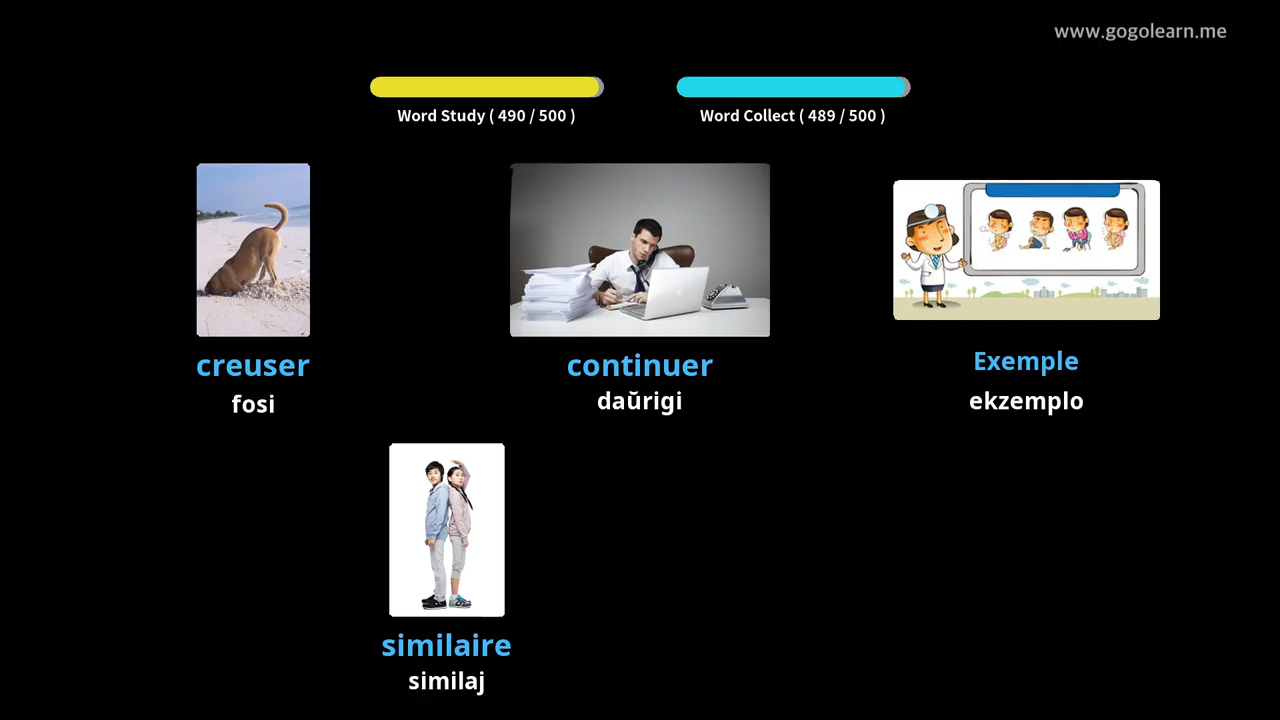 www.gogolearn.me
Word Study ( 490 / 500 )
Word Collect ( 489 / 500 )
creuser
fosi
continuer
daŭrigi
Exemple
ekzemplo
similaire
similaj